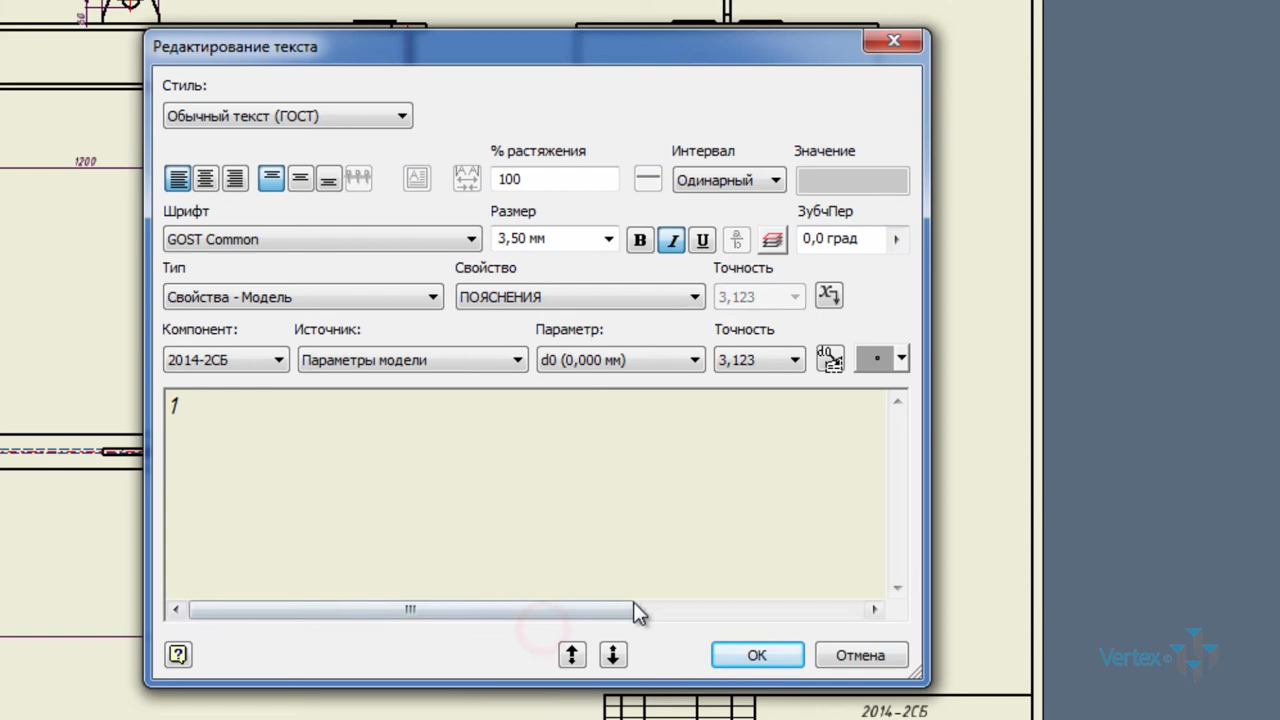 50
Редактирование текста
Стиль:
Обычный текст (ГОСТ)
% растяжения Интервал Значение
100 Одинарный
Шрифт Размер ЗубчПер
GOST Common 3,50 мм B I U a/b 0,0 град
Тип Свойство Точность
Свойства - Модель ПОЯСНЕНИЯ 3,123 x
Компонент: Источник: Параметр: Точность
2014-2СБ Параметры модели d0 (0,000 мм) 3,123 d0
1
OK Отмена
1200
2014-2СБ
Vertex